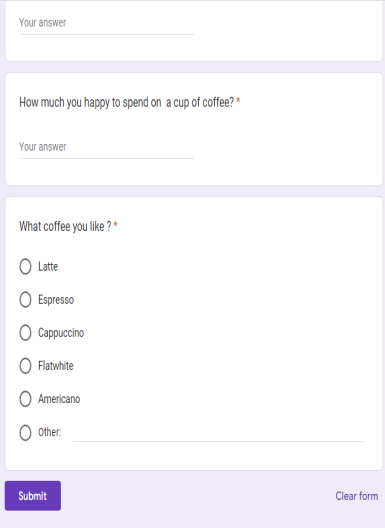 Your answer
How much you happy to spend on  a cup of coffee? *
Your answer
What coffee you like ? *
Latte
Espresso
Cappuccino
Flatwhite
Americano
Other:
Submit
Clear form